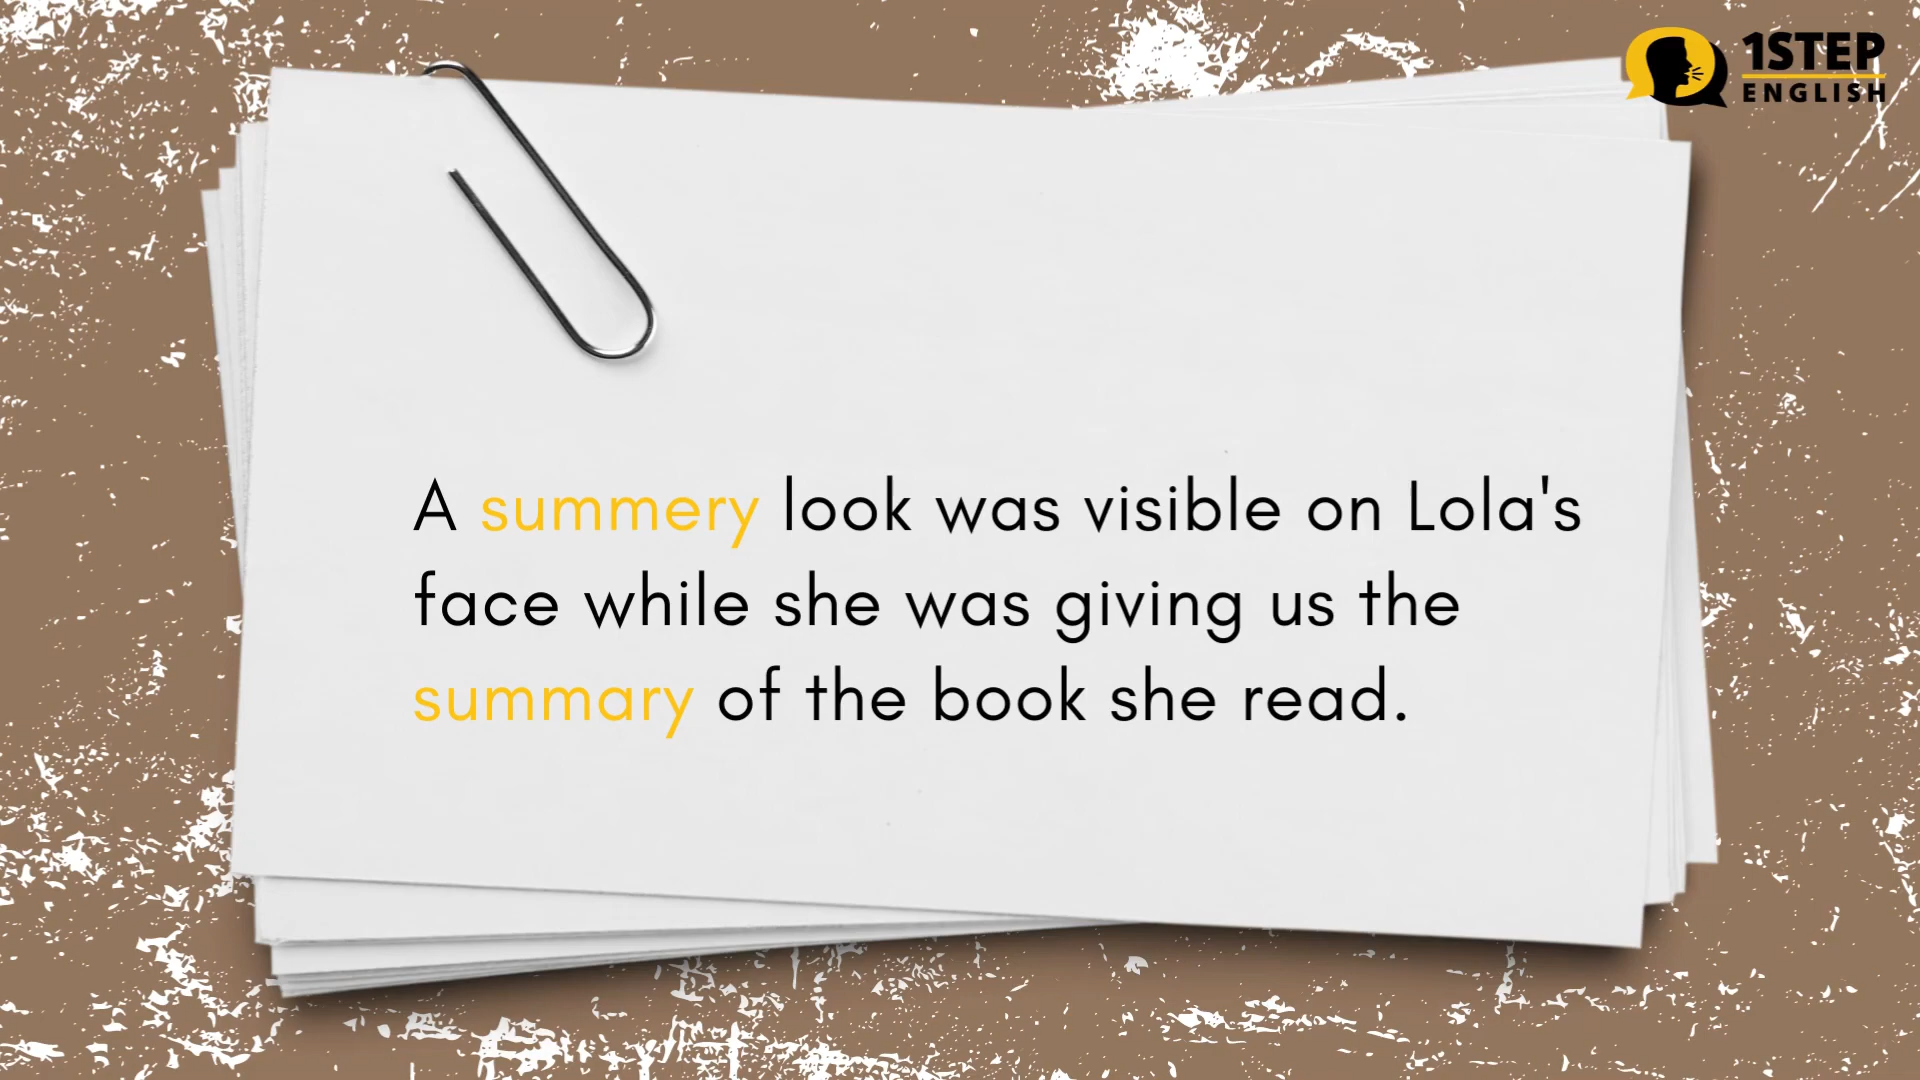 1STEP
ENGLISH
A summery look was visible on Lola's
face while she was giving us the
summary of the book she read.